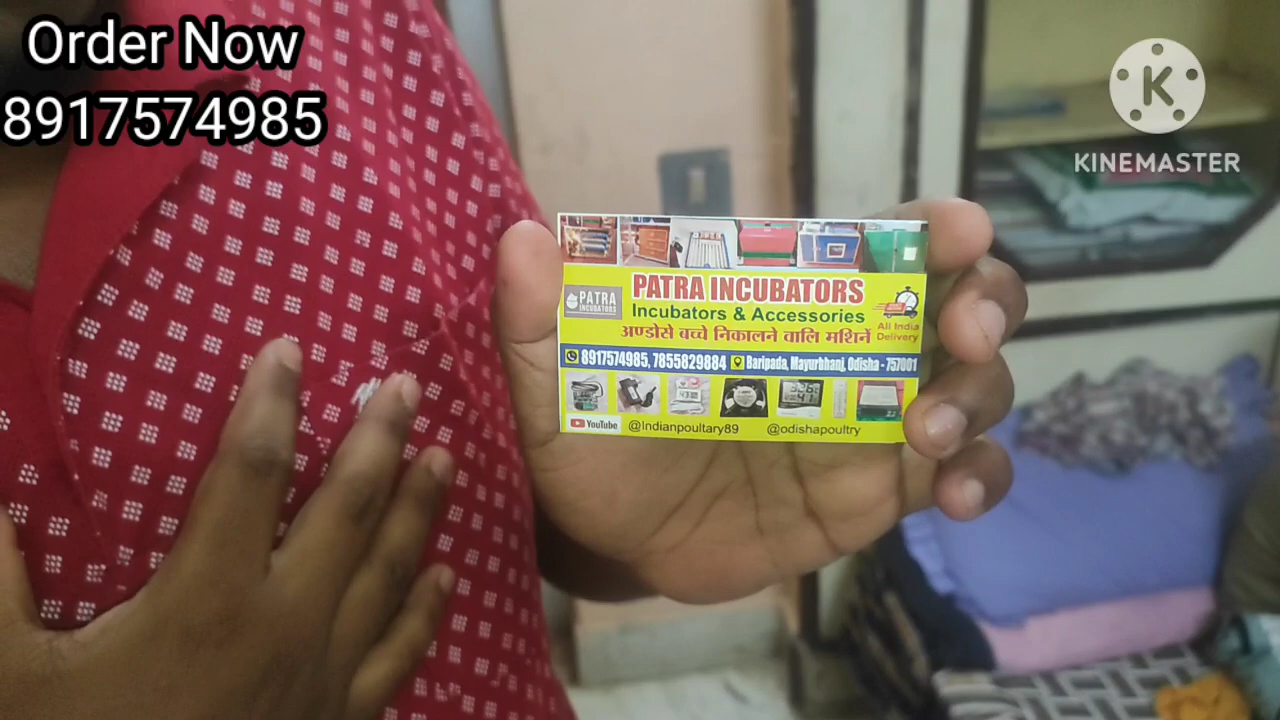 Order Now
8917574985
K
KINEMASTER
PATRA INCUBATORS
PATRA
INCUBATORS
Incubators & Accessories
अण्डोसे बच्चे निकालने वालि मशिनें
All India
Delivery
8917574985, 7855829884 Baripada, Mayurbhanj, Odisha - 757001
YouTube @Indianpoultary89 @odishapoultry